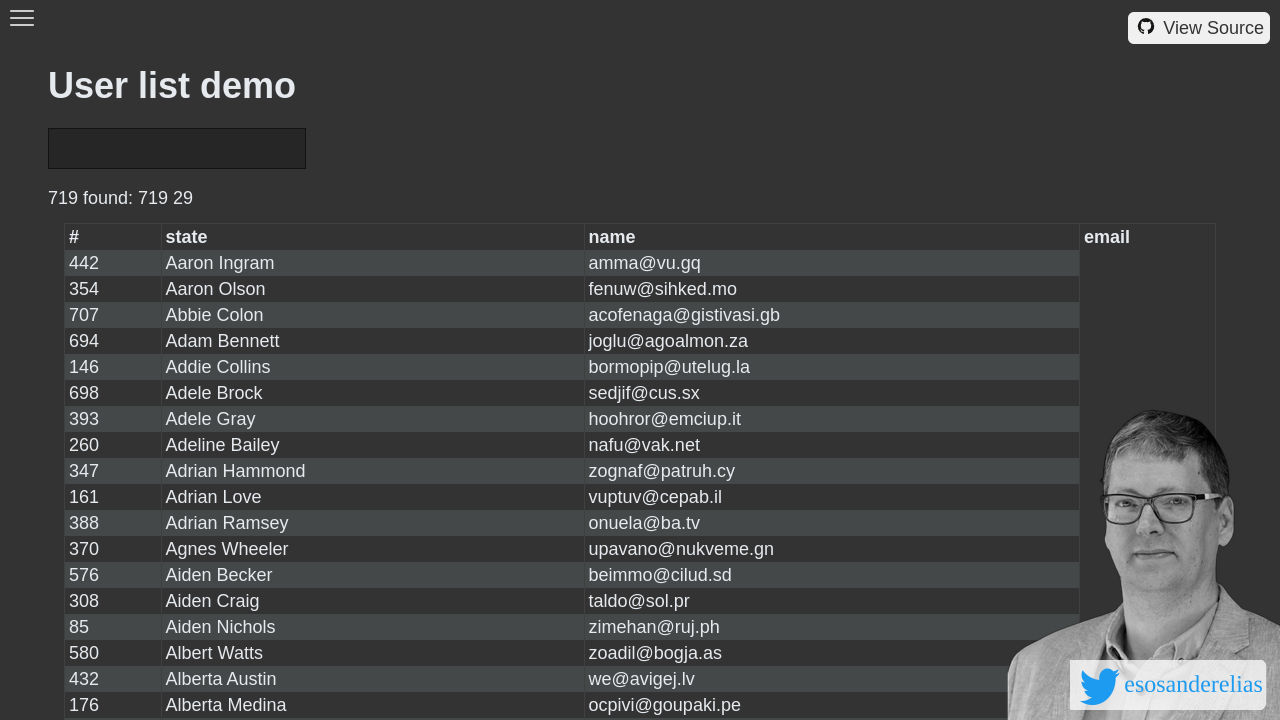 View Source
User list demo
719 found: 719 29
# state name email
442 Aaron Ingram amma@vu.gq
354 Aaron Olson fenuw@sihked.mo
707 Abbie Colon acofenaga@gistivasi.gb
694 Adam Bennett joglu@agoalmon.za
146 Addie Collins bormopip@utelug.la
698 Adele Brock sedjif@cus.sx
393 Adele Gray hoohror@emciup.it
260 Adeline Bailey nafu@vak.net
347 Adrian Hammond zognaf@patruh.cy
161 Adrian Love vuptuv@cepab.il
388 Adrian Ramsey onuela@ba.tv
370 Agnes Wheeler upavano@nukveme.gn
576 Aiden Becker beimmo@cilud.sd
308 Aiden Craig taldo@sol.pr
85 Aiden Nichols zimehan@ruj.ph
580 Albert Watts zoadil@bogja.as
432 Alberta Austin we@avigej.lv
176 Alberta Medina ocpivi@goupaki.pe
esosanderelias